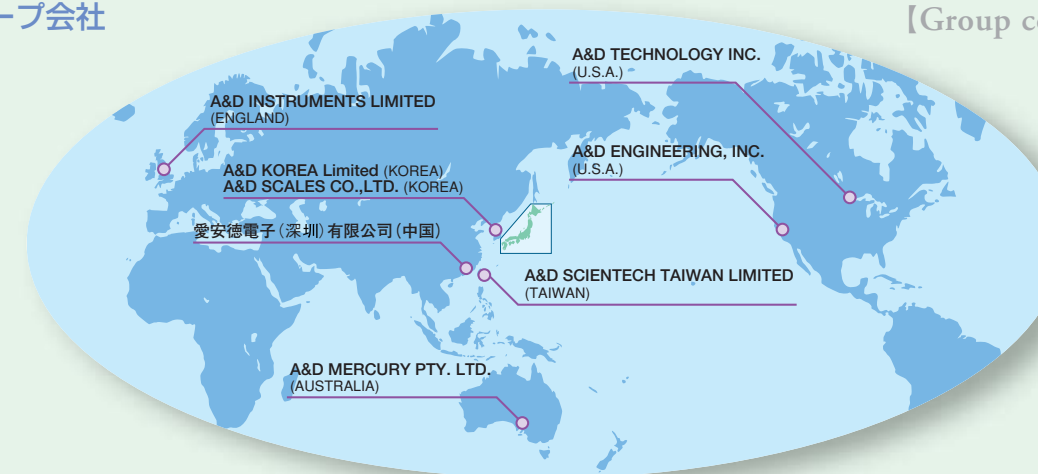 ープ会社
【Group co
A&D TECHNOLOGY INC.
(U.S.A.)
A&D INSTRUMENTS LIMITED
(ENGLAND)
A&D ENGINEERING, INC.
(U.S.A.)
A&D KOREA Limited (KOREA)
A&D SCALES CO.,LTD. (KOREA)
愛安徳電子(深圳)有限公司(中国)
A&D SCIENTECH TAIWAN LIMITED
(TAIWAN)
A&D MERCURY PTY. LTD.
(AUSTRALIA)